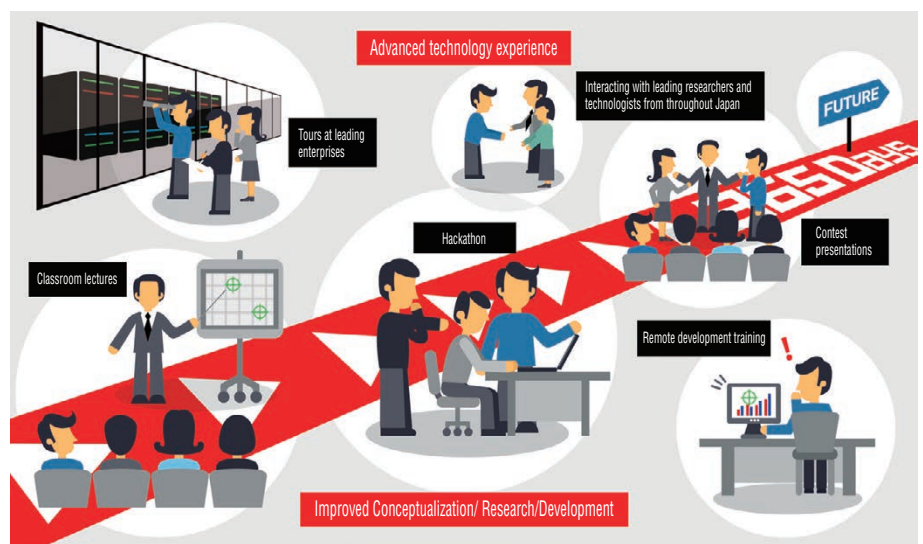 Advanced technology experience
Tours at leading
enterprises
Interacting with leading researchers and
technologists from throughout Japan
FUTURE
365Days
Contest
presentations
Hackathon
Classroom lectures
Remote development training
!
Improved Conceptualization/ Research/Development